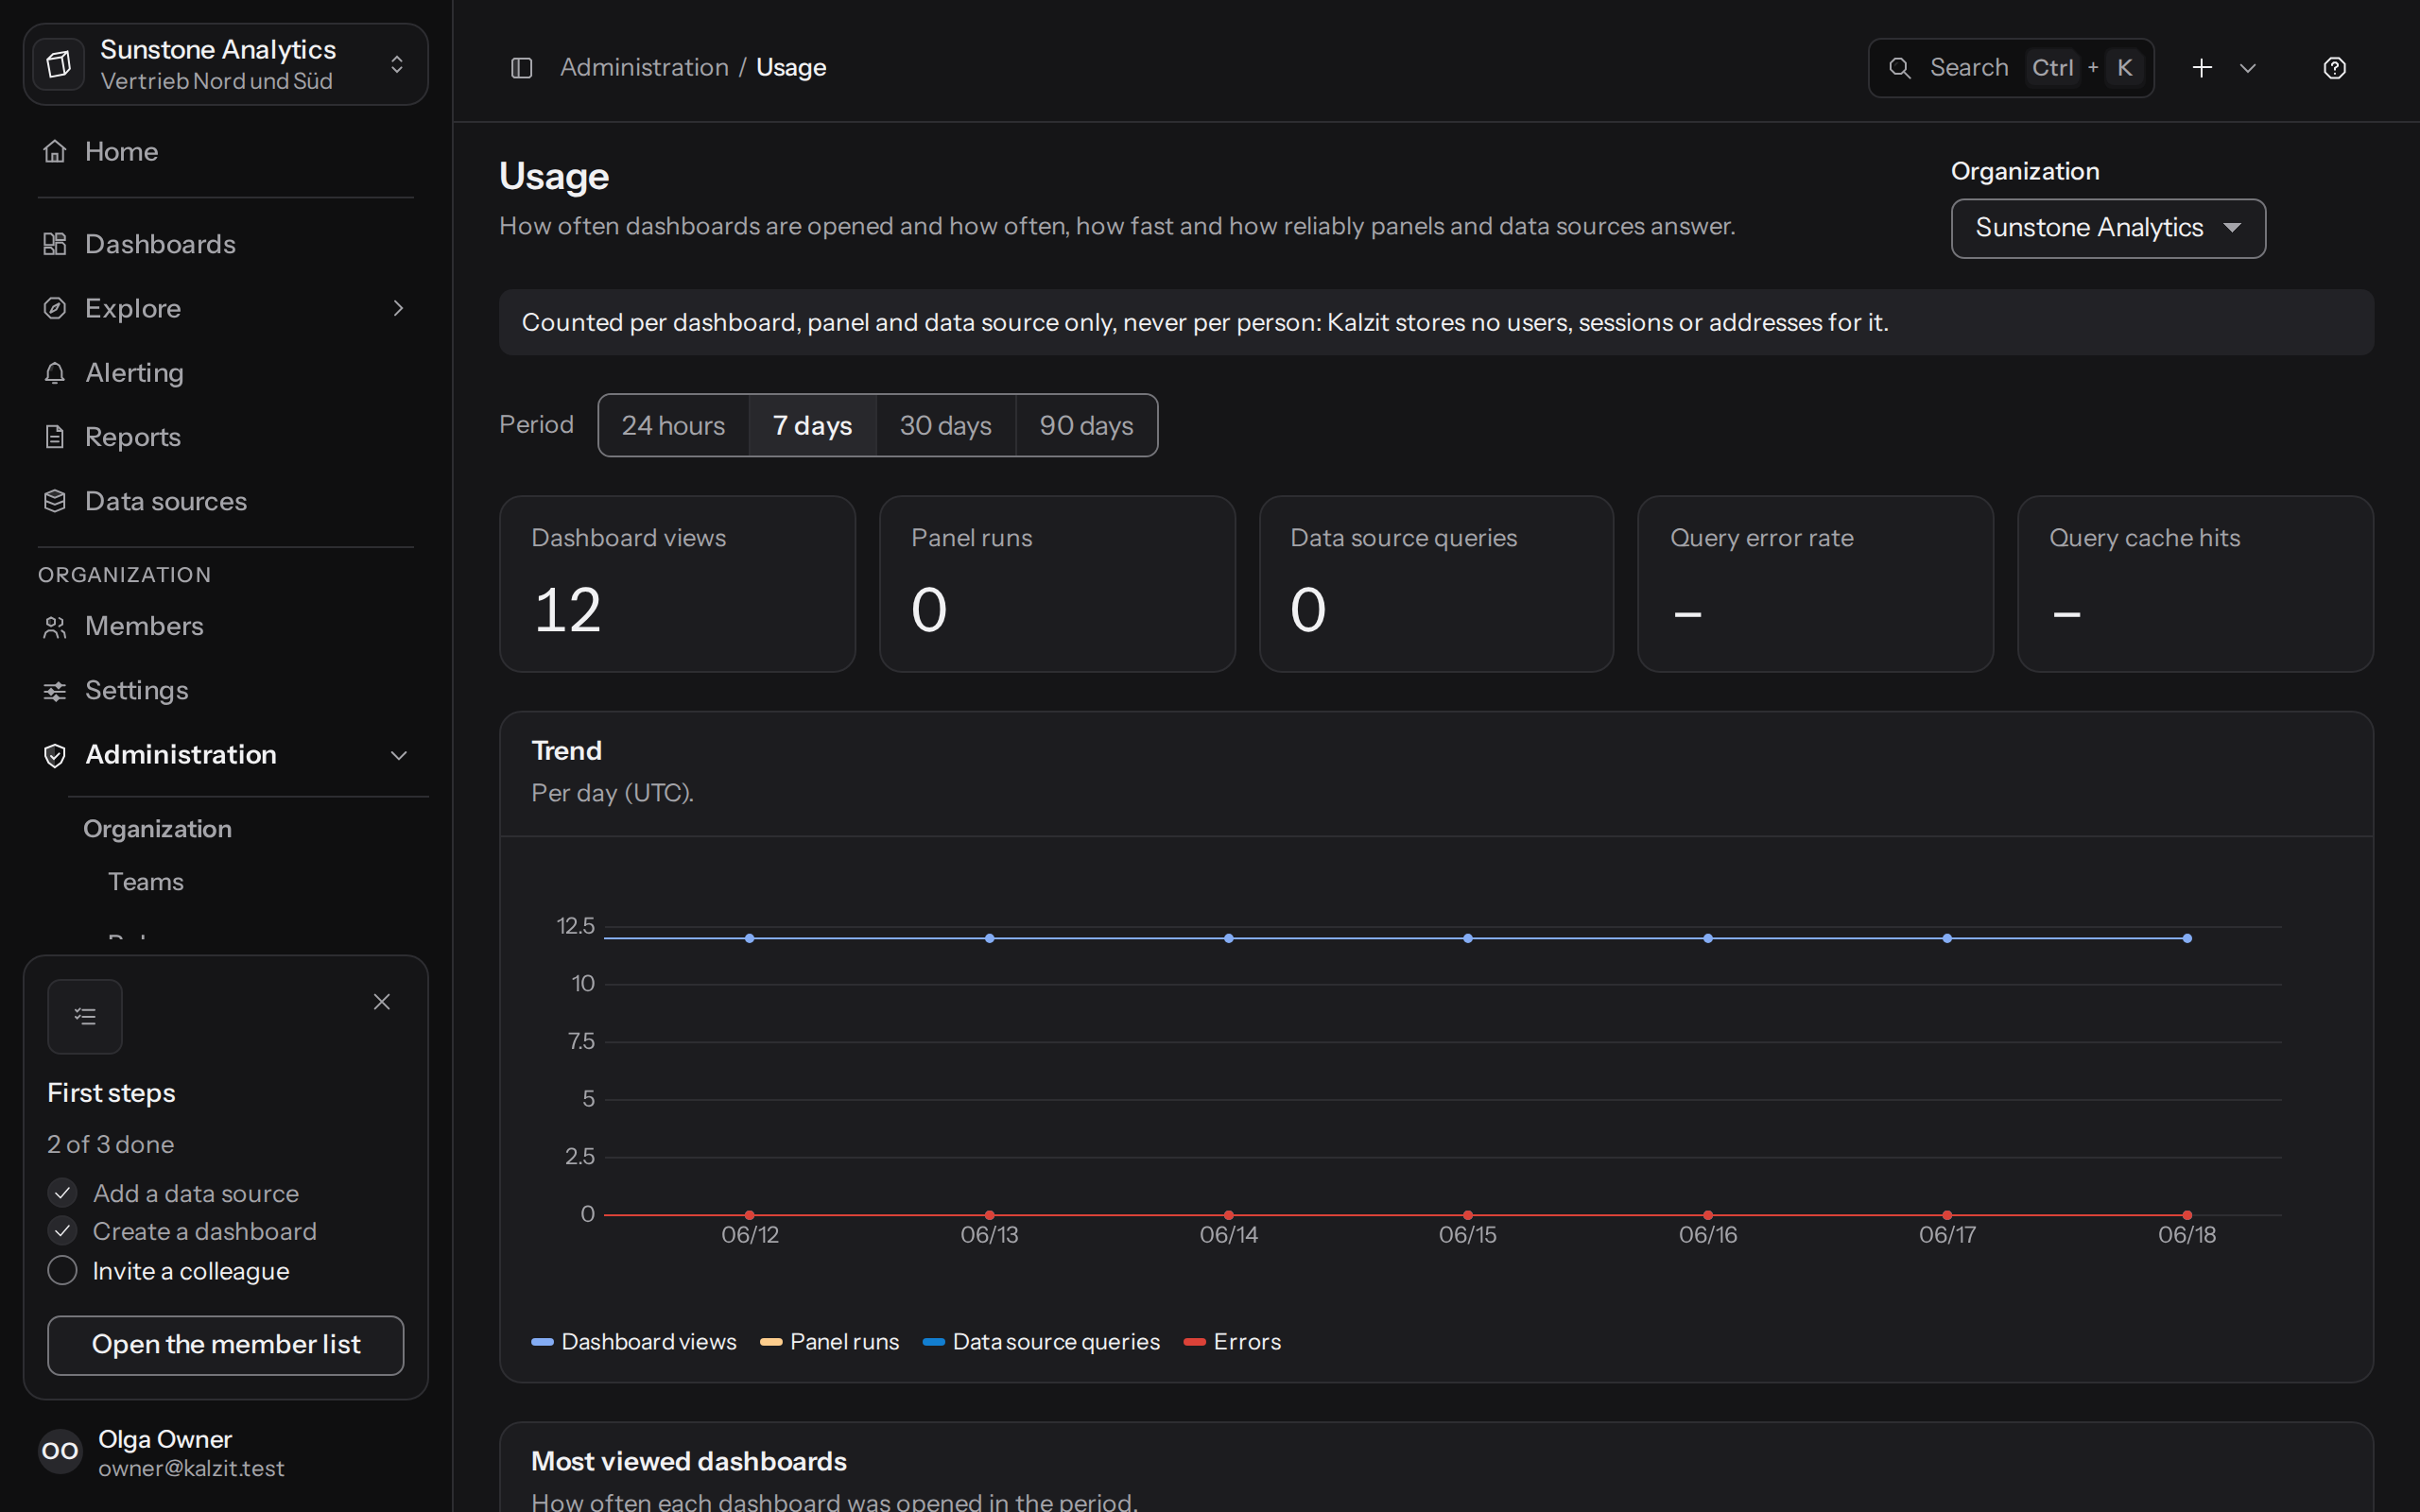 Sunstone Analytics
Vertrieb Nord und Süd
Home
Dashboards
Explore
Alerting
Reports
Data sources
ORGANIZATION
Members
Settings
Administration
Organization
Teams
First steps
2 of 3 done
Add a data source
Create a dashboard
Invite a colleague
Open the member list
OO
Olga Owner
owner@kalzit.test
Administration / Usage
Search Ctrl + K
Usage
How often dashboards are opened and how often, how fast and how reliably panels and data sources answer.
Organization
Sunstone Analytics
Counted per dashboard, panel and data source only, never per person: Kalzit stores no users, sessions or addresses for it.
Period
24 hours
7 days
30 days
90 days
Dashboard views
12
Panel runs
0
Data source queries
0
Query error rate
–
Query cache hits
–
Trend
Per day (UTC).
12.5
10
7.5
5
2.5
0
06/12 06/13 06/14 06/15 06/16 06/17 06/18
Dashboard views Panel runs Data source queries Errors
Most viewed dashboards
How often each dashboard was opened in the period.